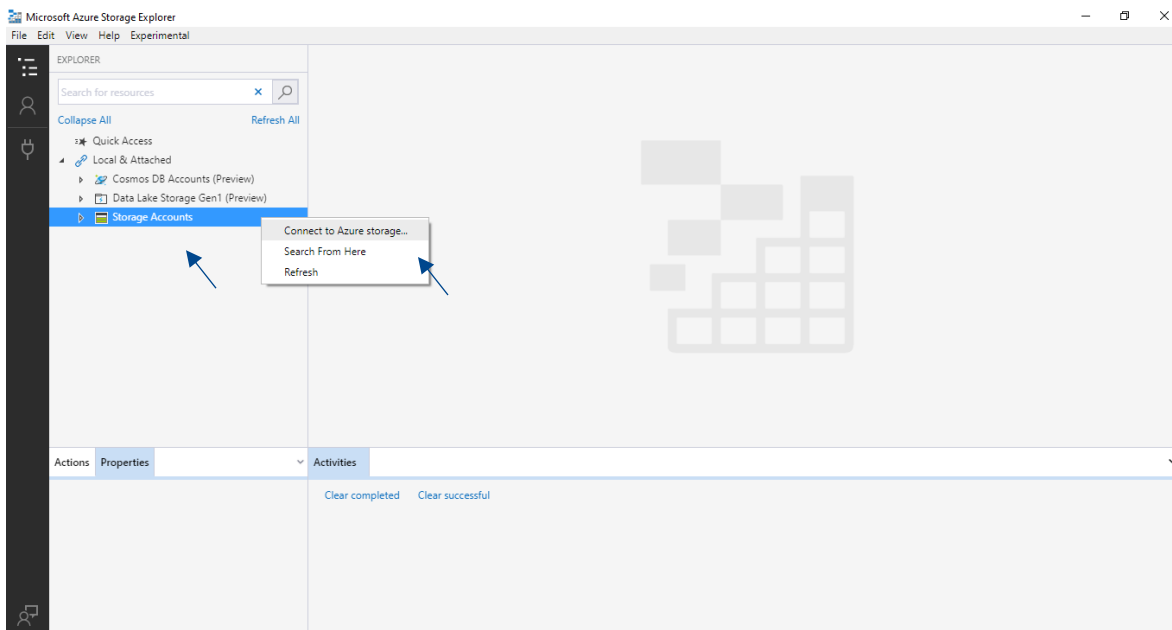 Microsoft Azure Storage Explorer
File Edit View Help Experimental
EXPLORER
Search for resources
Collapse All Refresh All
Quick Access
Local & Attached
Cosmos DB Accounts (Preview)
Data Lake Storage Gen1 (Preview)
Storage Accounts
Connect to Azure storage...
Search From Here
Refresh
Actions Properties Activities
Clear completed Clear successful